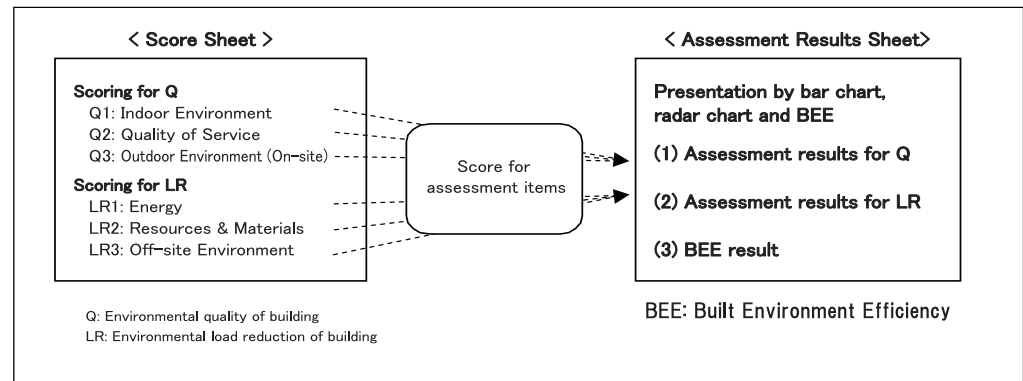 < Score Sheet >
Scoring for Q
Q1: Indoor Environment
Q2: Quality of Service
Q3: Outdoor Environment (On-site)
Scoring for LR
LR1: Energy
LR2: Resources & Materials
LR3: Off-site Environment
Q: Environmental quality of building
LR: Environmental load reduction of building
Score for
assessment items
< Assessment Results Sheet>
Presentation by bar chart,
radar chart and BEE
(1) Assessment results for Q
(2) Assessment results for LR
(3) BEE result
BEE: Built Environment Efficiency